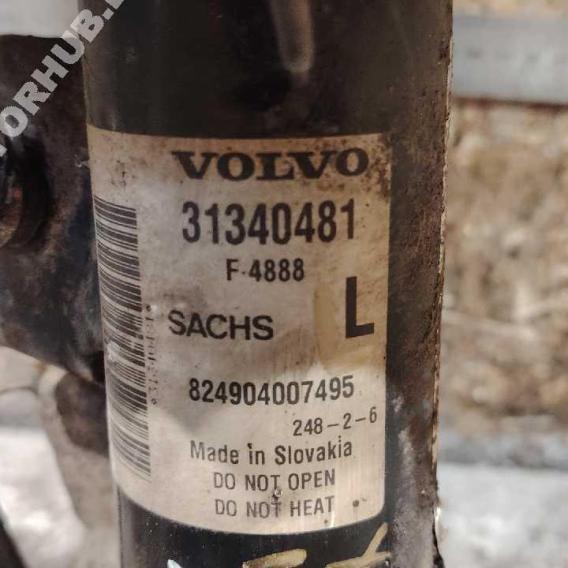 VOLVO
31340481
F-4888
SACHS L
824904007495
248-2-6
Made in Slovakia
DO NOT OPEN
DO NOT HEAT